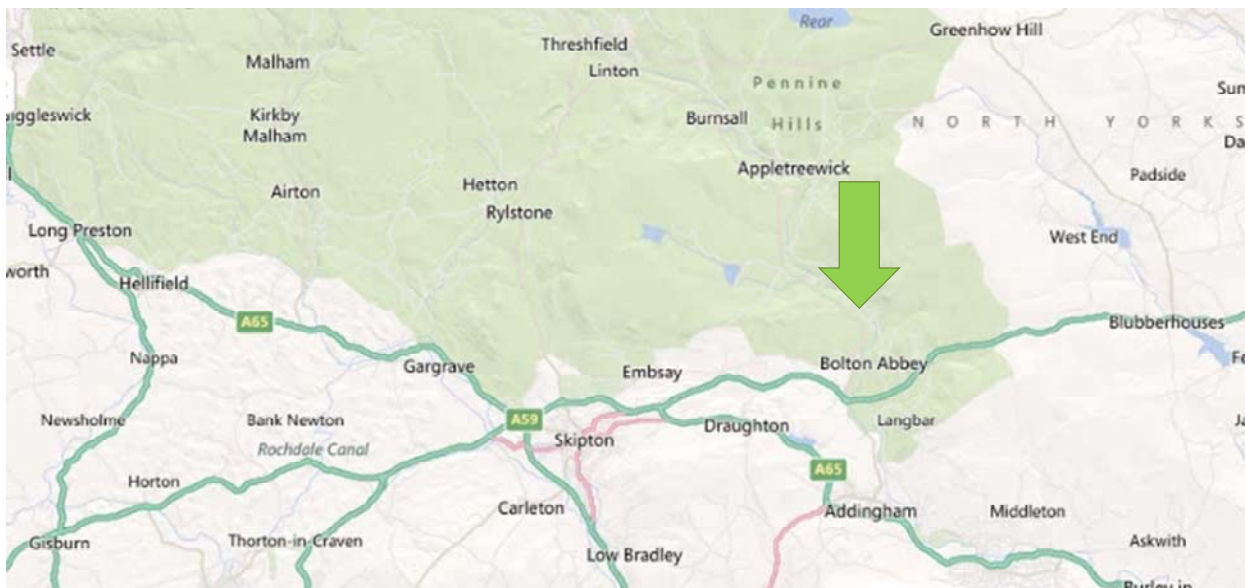 Rear
Greenhow Hill
Settle
Threshfield
Malham
Linton
Pennine
Hills
Kirkby
Malham
Burnsall
NORTH YORKS
Appletreewick
Padside
Airton
Hetton
Rylstone
Long Preston
West End
Hellifield
A65
Blubberhouses
Nappa
Gargrave
Embsay
Bolton Abbey
Newsholme
Bank Newton
A59
Draughton
Langbar
Rochdale Canal
Skipton
A65
Horton
Carleton
Addingham
Middleton
Gisburn
Thorton-in-Craven
Low Bradley
Askwith